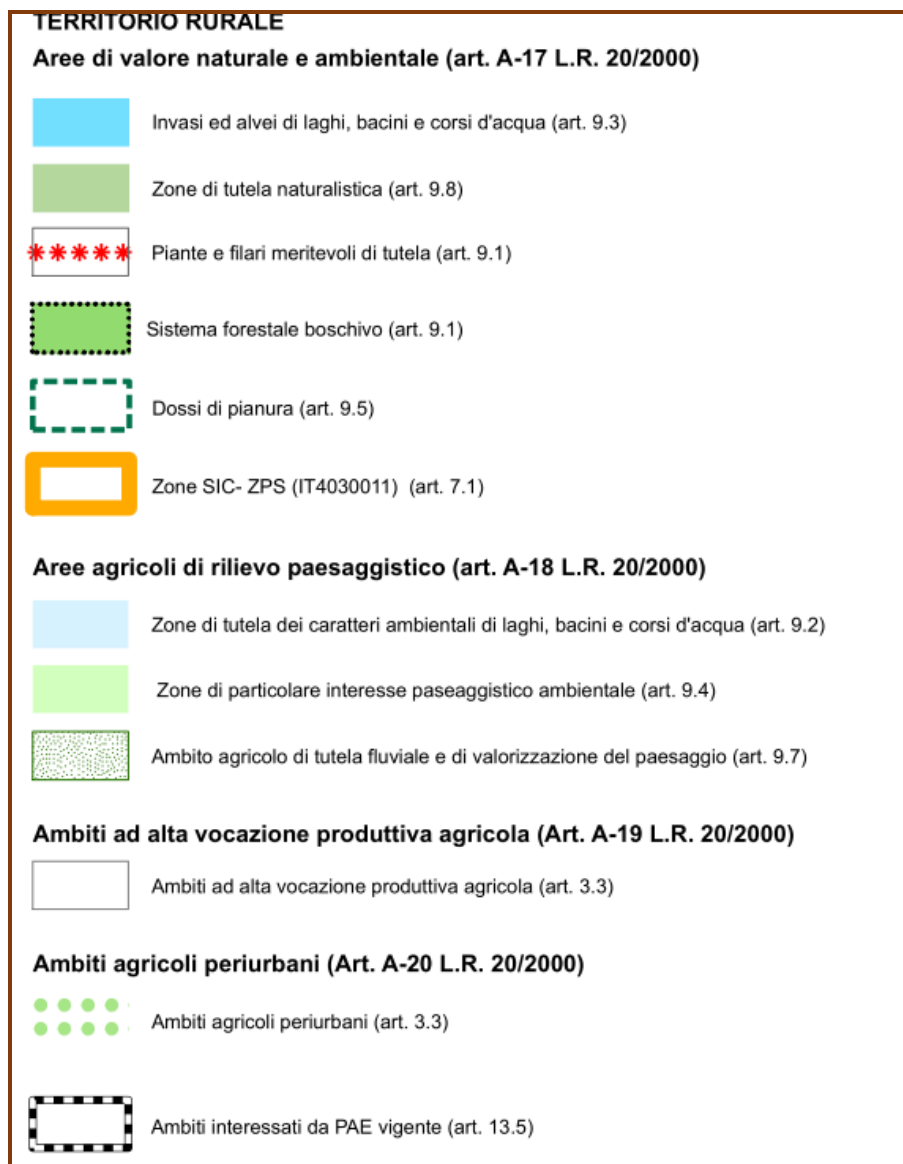 TERRITORIO RURALE
Aree di valore naturale e ambientale (art. A-17 L.R. 20/2000)
Invasi ed alvei di laghi, bacini e corsi d'acqua (art. 9.3)
Zone di tutela naturalistica (art. 9.8)
Piante e filari meritevoli di tutela (art. 9.1)
Sistema forestale boschivo (art. 9.1)
Dossi di pianura (art. 9.5)
Zone SIC- ZPS (IT4030011) (art. 7.1)
Aree agricoli di rilievo paesaggistico (art. A-18 L.R. 20/2000)
Zone di tutela dei caratteri ambientali di laghi, bacini e corsi d'acqua (art. 9.2)
Zone di particolare interesse paseaggistico ambientale (art. 9.4)
Ambito agricolo di tutela fluviale e di valorizzazione del paesaggio (art. 9.7)
Ambiti ad alta vocazione produttiva agricola (Art. A-19 L.R. 20/2000)
Ambiti ad alta vocazione produttiva agricola (art. 3.3)
Ambiti agricoli periurbani (Art. A-20 L.R. 20/2000)
Ambiti agricoli periurbani (art. 3.3)
Ambiti interessati da PAE vigente (art. 13.5)